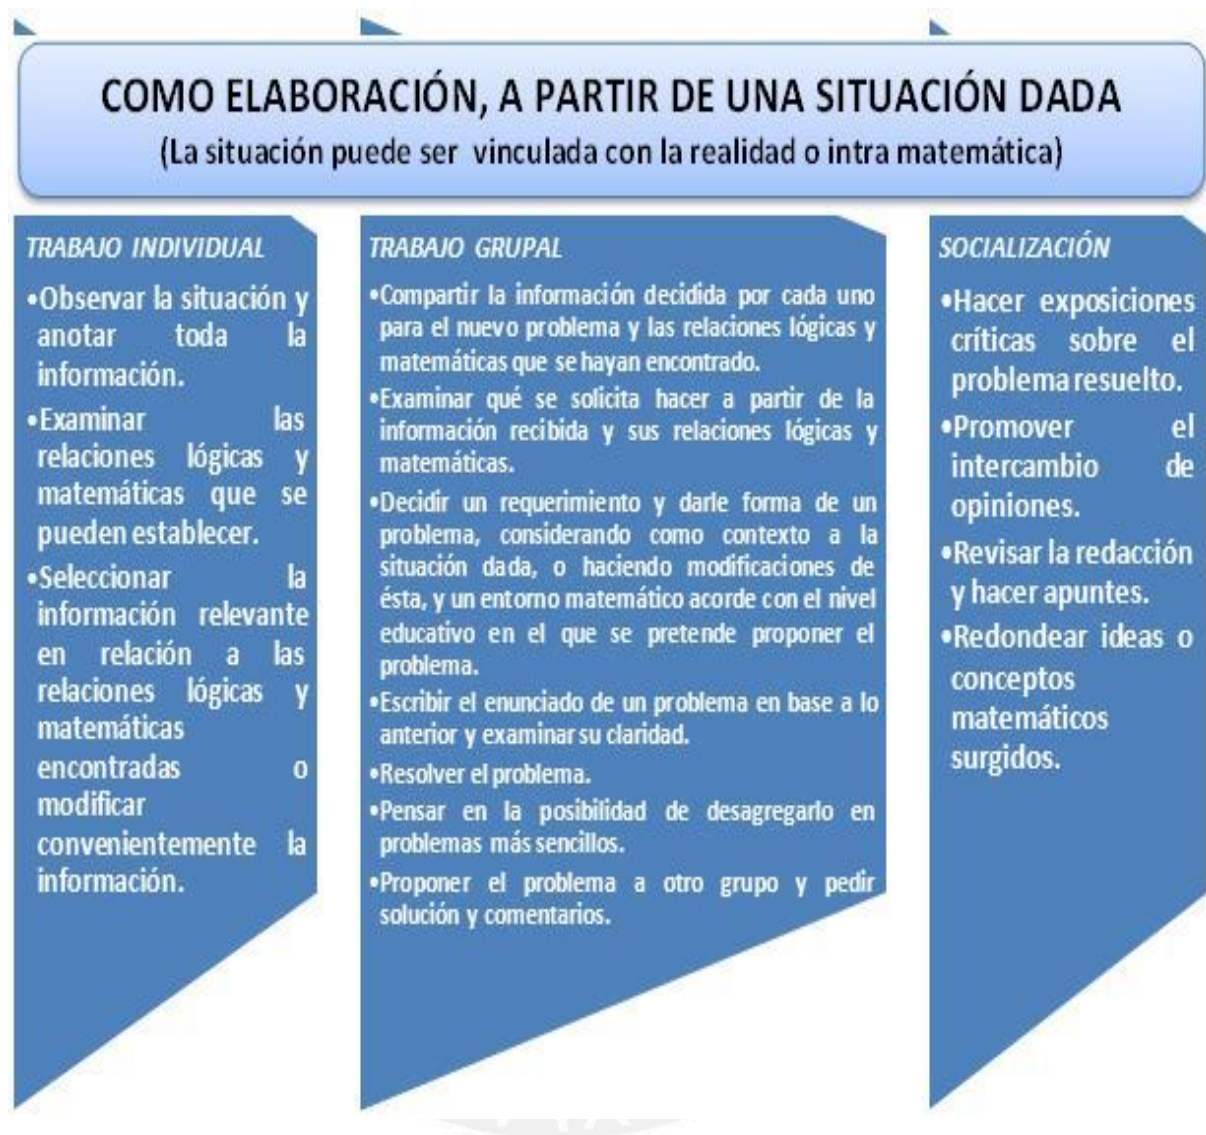 COMO ELABORACIÓN, A PARTIR DE UNA SITUACIÓN DADA
(La situación puede ser vinculada con la realidad o intra matemática)
TRABAJO INDIVIDUAL
•Observar la situación y
anotar toda la
información.
•Examinar las
relaciones lógicas y
matemáticas que se
pueden establecer.
•Seleccionar la
información relevante
en relación a las
relaciones lógicas y
matemáticas
encontradas o
modificar
convenientemente la
información.
TRABAJO GRUPAL
•Compartir la información decidida por cada uno
para el nuevo problema y las relaciones lógicas y
matemáticas que se hayan encontrado.
•Examinar qué se solicita hacer a partir de la
información recibida y sus relaciones lógicas y
matemáticas.
•Decidir un requerimiento y darle forma de un
problema, considerando como contexto a la
situación dada, o haciendo modificaciones de
ésta, y un entorno matemático acorde con el nivel
educativo en el que se pretende proponer el
problema.
•Escribir el enunciado de un problema en base a lo
anterior y examinar su claridad.
•Resolver el problema.
•Pensar en la posibilidad de desagregarlo en
problemas más sencillos.
•Proponer el problema a otro grupo y pedir
solución y comentarios.
SOCIALIZACIÓN
•Hacer exposiciones
críticas sobre el
problema resuelto.
•Promover el
intercambio de
opiniones.
•Revisar la redacción
y hacer apuntes.
•Redondear ideas o
conceptos
matemáticos
surgidos.